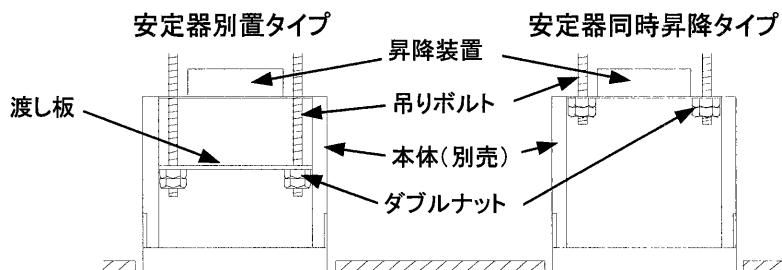 安定器別置タイプ
安定器同時昇降タイプ
昇降装置
吊りボルト
渡し板
本体(別売)
ダブルナット